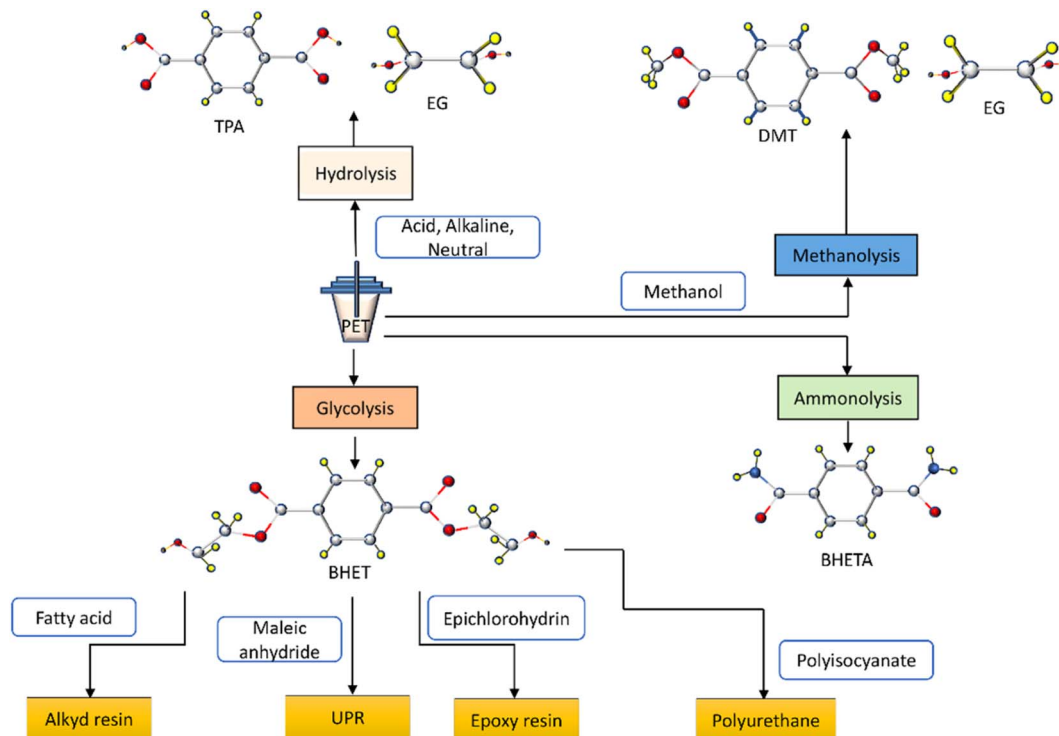 TPA
EG
DMT
EG
Hydrolysis
Acid, Alkaline,
Neutral
Methanolysis
Methanol
PET
Glycolysis
Ammonolysis
BHET
BHETA
Fatty acid
Maleic
anhydride
Epichlorohydrin
Polyisocyanate
Alkyd resin
UPR
Epoxy resin
Polyurethane